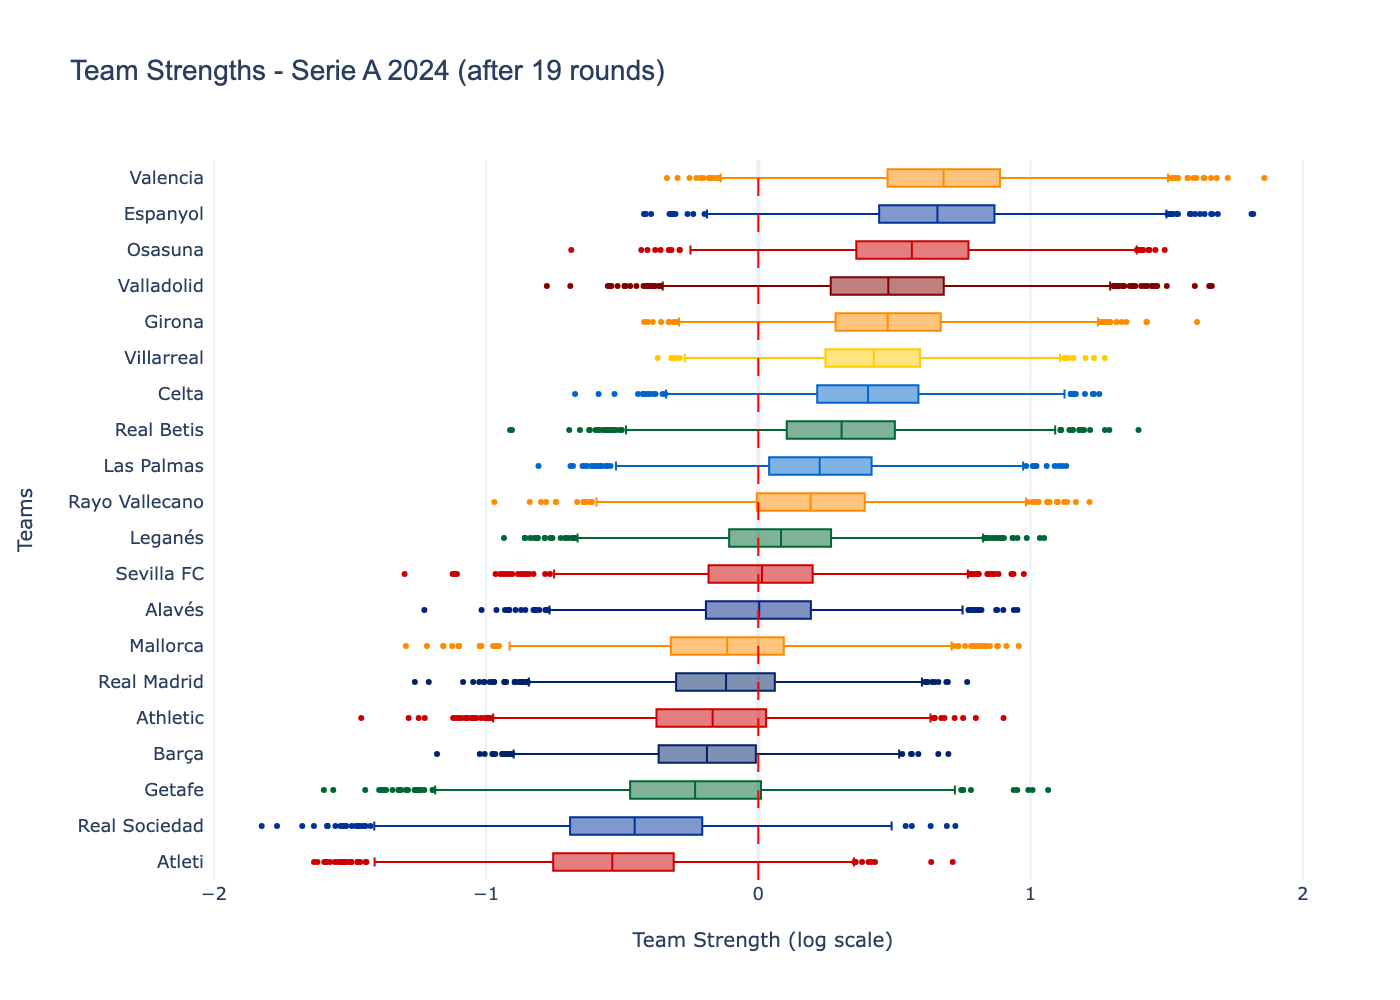 Team Strengths - Serie A 2024 (after 19 rounds)
Teams
Valencia
Espanyol
Osasuna
Valladolid
Girona
Villarreal
Celta
Real Betis
Las Palmas
Rayo Vallecano
Leganés
Sevilla FC
Alavés
Mallorca
Real Madrid
Athletic
Barça
Getafe
Real Sociedad
Atleti
−2 −1 0 1 2
Team Strength (log scale)